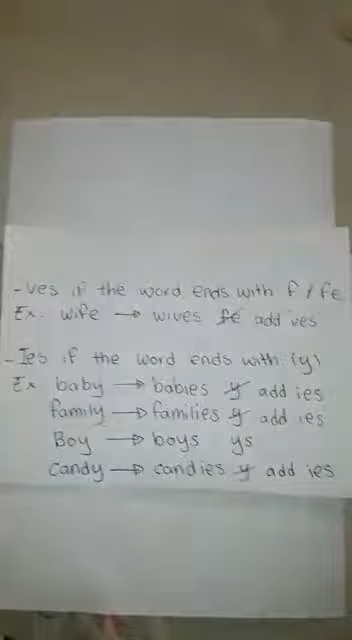 -ves if the word ends with f / fe
Ex. wife → wives fe add ves
-Ies if the word ends with (y)
Ex baby → babies y add ies
family → families y add ies
Boy → boys ys
Candy → candies y add ies